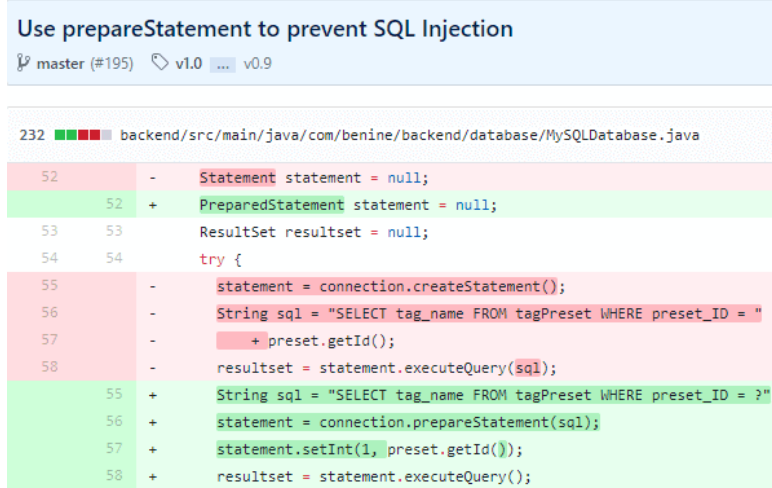 Use prepareStatement to prevent SQL Injection
master (#195) v1.0 ... v0.9
232 backend/src/main/java/com/benine/backend/database/MySQLDatabase.java
52 - Statement statement = null;
52 + PreparedStatement statement = null;
53 53 ResultSet resultset = null;
54 54 try {
55 - statement = connection.createStatement();
56 - String sql = "SELECT tag_name FROM tagPreset WHERE preset_ID = "
57 - + preset.getId();
58 - resultset = statement.executeQuery(sql);
55 + String sql = "SELECT tag_name FROM tagPreset WHERE preset_ID = ?"
56 + statement = connection.prepareStatement(sql);
57 + statement.setInt(1, preset.getId());
58 + resultset = statement.executeQuery();